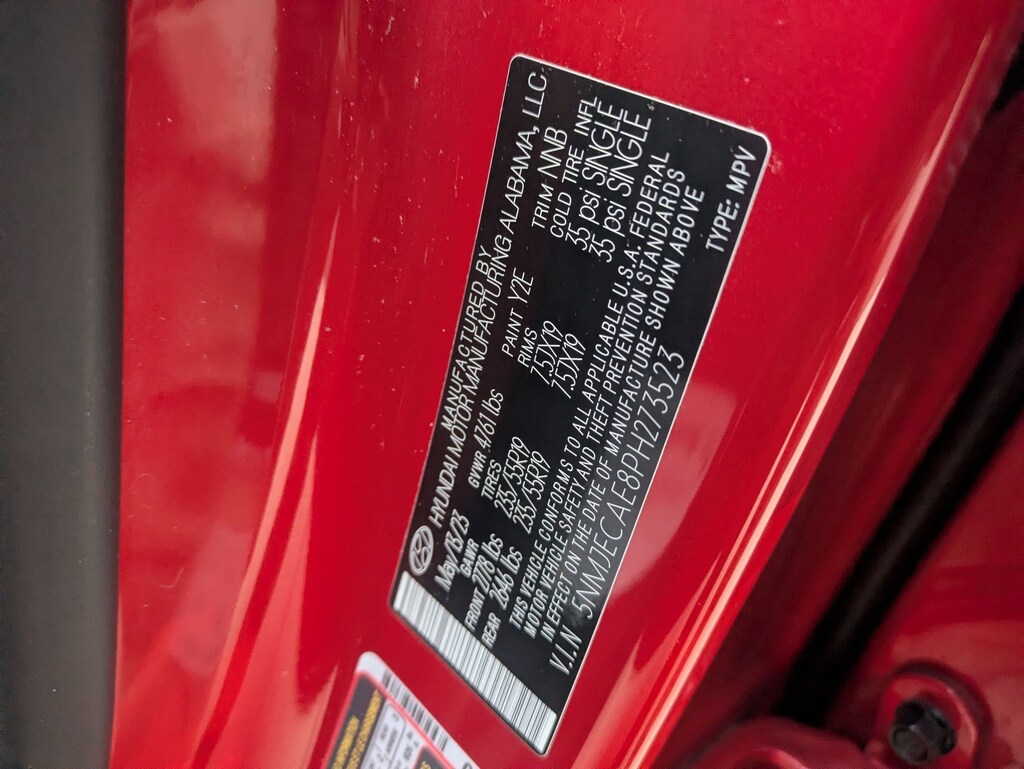 MANUFACTURED BY
HYUNDAI MOTOR MANUFACTURING ALABAMA, LLC.
May/18/23 GVWR 4761 lbs PAINT Y2E TRIM NNB
GAWR TIRES RIMS COLD TIRE INFL
FRONT 2778 lbs 235/55R19 7.5JX19 35 psi SINGLE
REAR 2646 lbs 235/55R19 7.5JX19 35 psi SINGLE
THIS VEHICLE CONFORMS TO ALL APPLICABLE U.S.A. FEDERAL
MOTOR VEHICLE SAFETY AND THEFT PREVENTION STANDARDS
IN EFFECT ON THE DATE OF MANUFACTURE SHOWN ABOVE
V.I.N 5NMJECAE8PH273523 TYPE: MPV